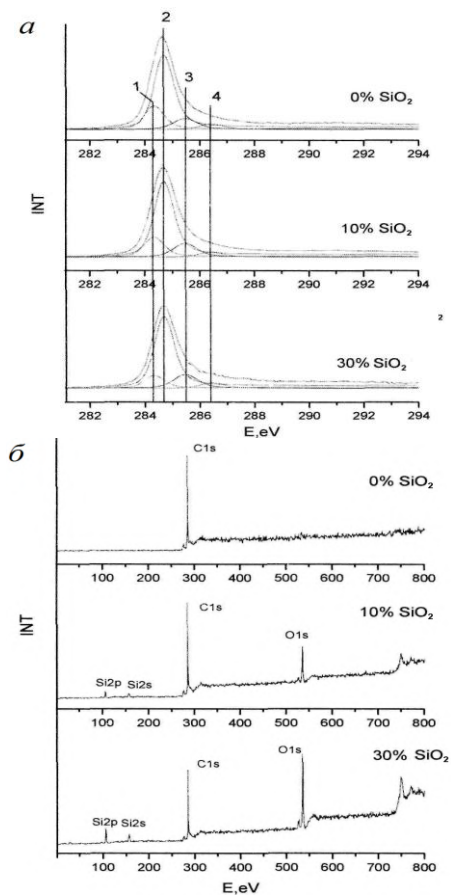 а
2
1
3
4
0% SiO₂
282 284 286 288 290 292 294
10% SiO₂
282 284 286 288 290 292 294
INT
30% SiO₂
2
282 284 286 288 290 292 294
E,eV
б
C1s
0% SiO₂
100 200 300 400 500 600 700 800
C1s
10% SiO₂
O1s
Si2p Si2s
INT
100 200 300 400 500 600 700 800
O1s
30% SiO₂
C1s
Si2p Si2s
100 200 300 400 500 600 700 800
E,eV